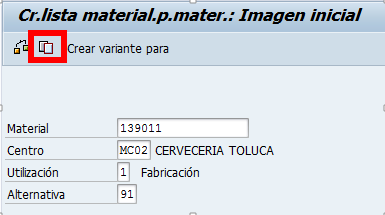 Cr.lista material.p.mater.: Imagen inicial
Crear variante para
Material 139011
Centro MC02 CERVECERIA TOLUCA
Utilización 1 Fabricación
Alternativa 91